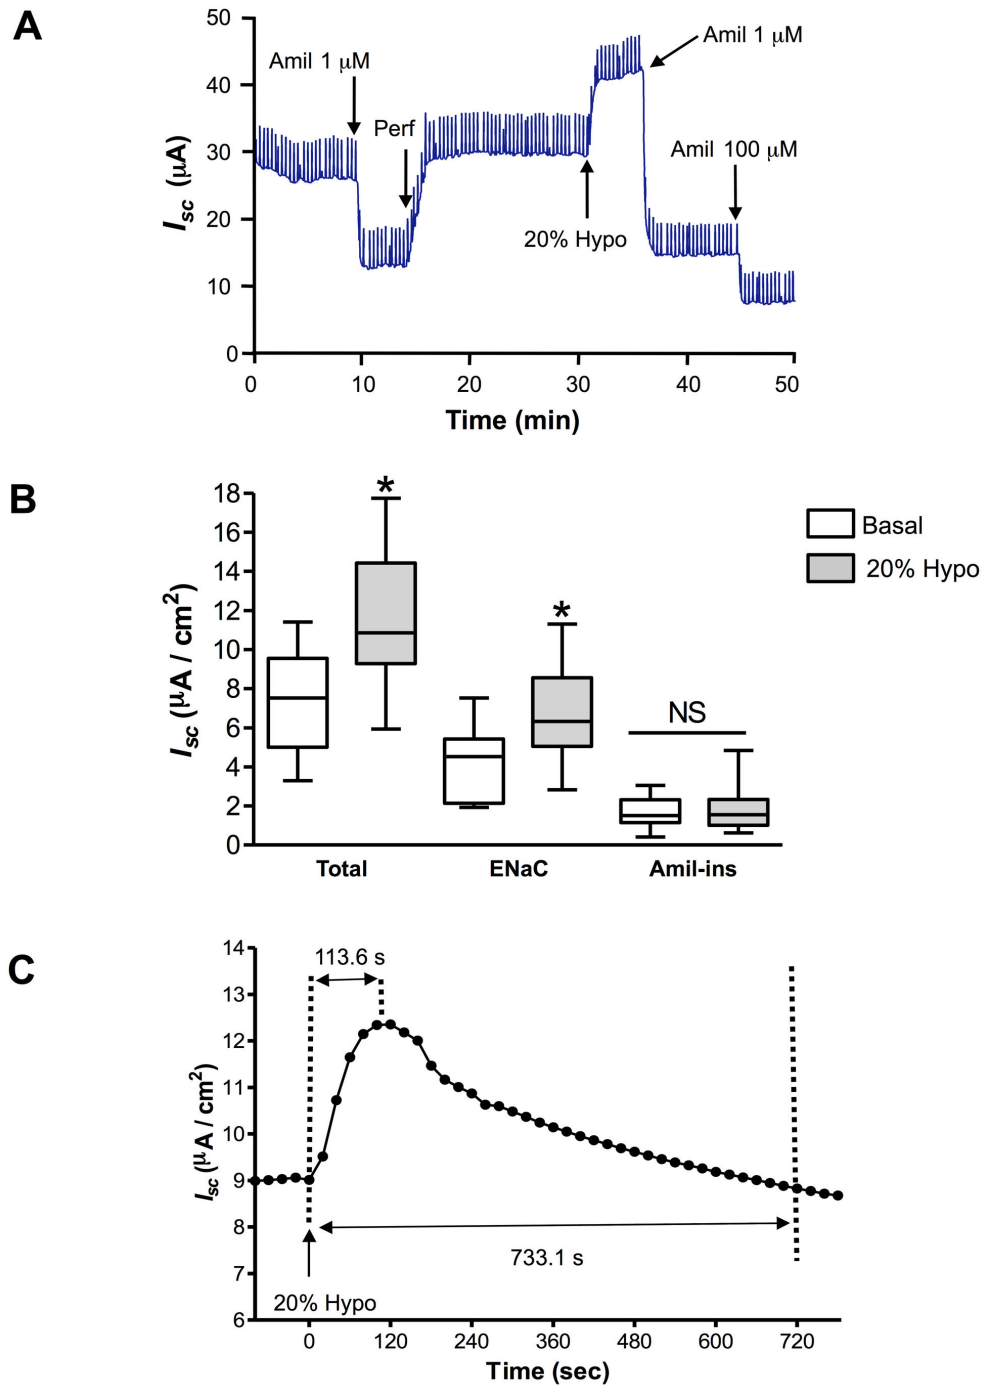 A
50
40
30
20
10
0
I_sc (μA)
Amil 1 μM
Perf
20% Hypo
Amil 1 μM
Amil 100 μM
0 10 20 30 40 50
Time (min)
B
18
16
14
12
10
8
6
4
2
0
I_sc (μA / cm²)
*
*
NS
Basal
20% Hypo
Total ENaC Amil-ins
C
14
13
12
11
10
9
8
7
6
I_sc (μA / cm²)
113.6 s
733.1 s
20% Hypo
0 120 240 360 480 600 720
Time (sec)